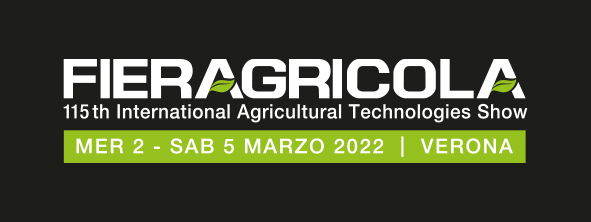 FIERAGRICOLA
115th International Agricultural Technologies Show
MER 2 - SAB 5 MARZO 2022 | VERONA